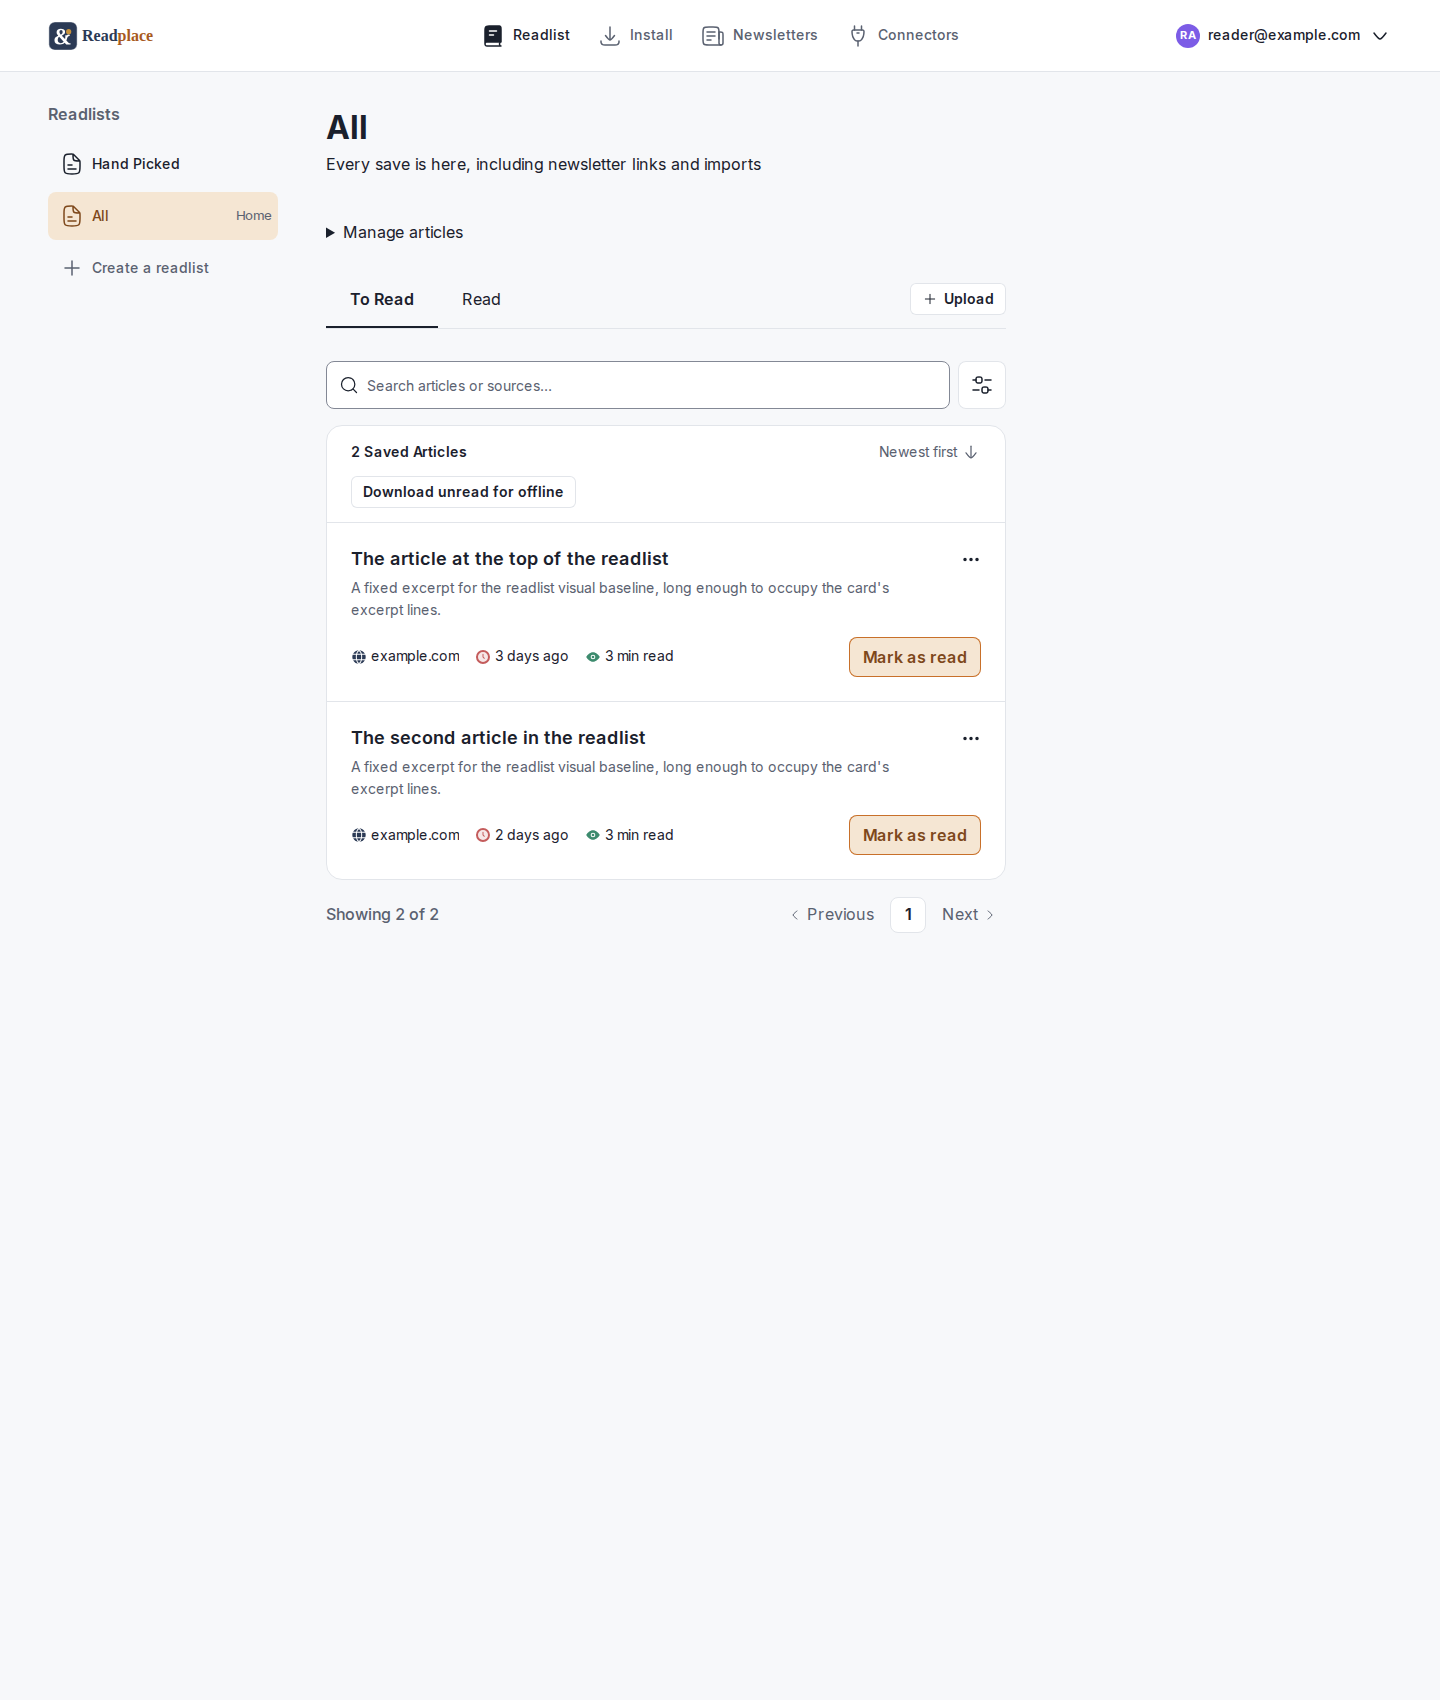 & Readplace
Readlist
Install
Newsletters
Connectors
RA
reader@example.com
Readlists
Hand Picked
All
Home
Create a readlist
All
Every save is here, including newsletter links and imports
Manage articles
To Read
Read
Upload
Search articles or sources...
2 Saved Articles
Newest first
Download unread for offline
The article at the top of the readlist
A fixed excerpt for the readlist visual baseline, long enough to occupy the card's
excerpt lines.
example.com
3 days ago
3 min read
Mark as read
The second article in the readlist
A fixed excerpt for the readlist visual baseline, long enough to occupy the card's
excerpt lines.
example.com
2 days ago
3 min read
Mark as read
Showing 2 of 2
Previous
1
Next